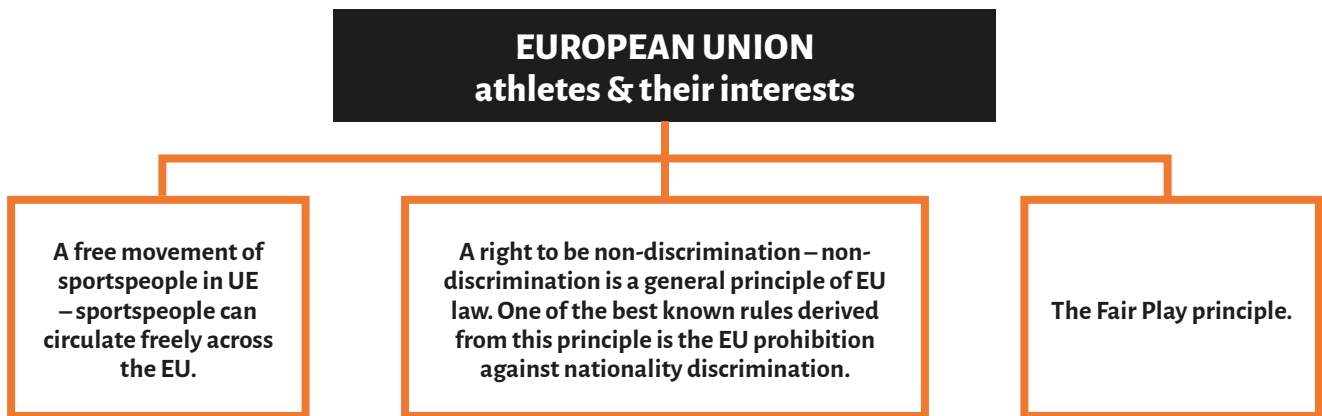 EUROPEAN UNION
athletes & their interests
A free movement of
sportspeople in UE
– sportspeople can
circulate freely across
the EU.
A right to be non-discrimination – non-
discrimination is a general principle of EU
law. One of the best known rules derived
from this principle is the EU prohibition
against nationality discrimination.
The Fair Play principle.